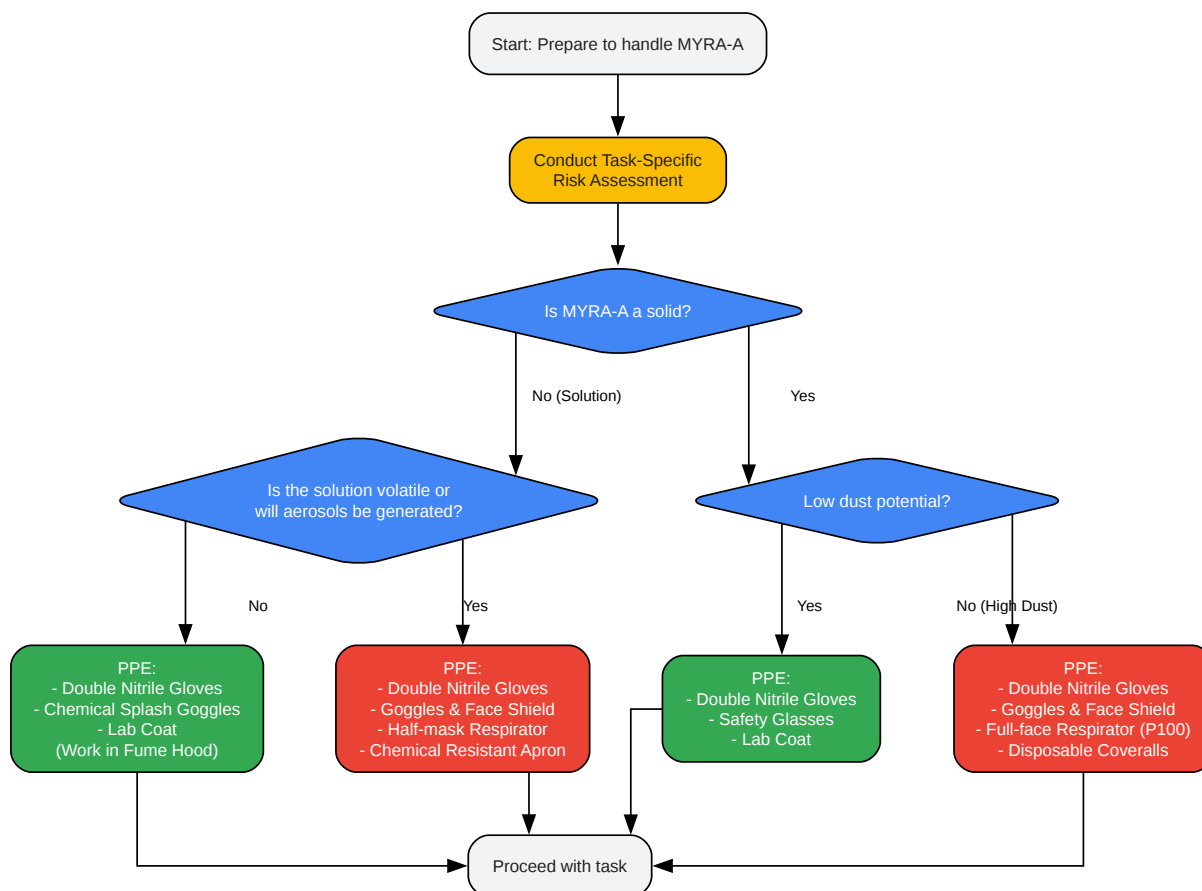 Start: Prepare to handle MYRA-A
Conduct Task-Specific
Risk Assessment
Is MYRA-A a solid?
No (Solution)
Yes
Is the solution volatile or
will aerosols be generated?
Low dust potential?
No
Yes
Yes
No (High Dust)
PPE:
- Double Nitrile Gloves
- Chemical Splash Goggles
- Lab Coat
(Work in Fume Hood)
PPE:
- Double Nitrile Gloves
- Goggles & Face Shield
- Half-mask Respirator
- Chemical Resistant Apron
PPE:
- Double Nitrile Gloves
- Safety Glasses
- Lab Coat
PPE:
- Double Nitrile Gloves
- Goggles & Face Shield
- Full-face Respirator (P100)
- Disposable Coveralls
Proceed with task